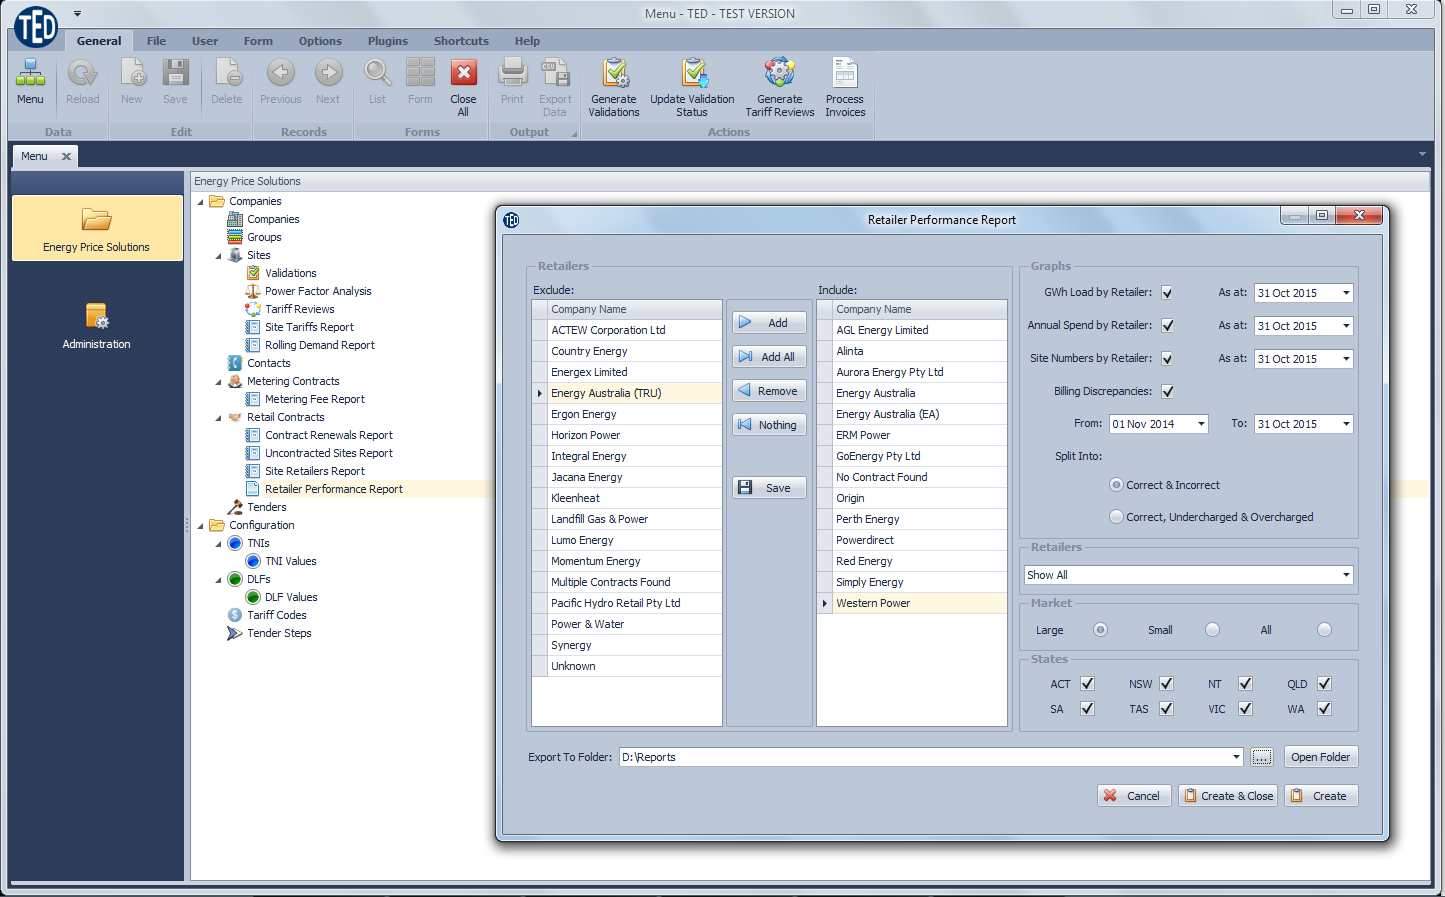 TED
Menu - TED - TEST VERSION
General File User Form Options Plugins Shortcuts Help
Menu Reload New Save Delete Previous Next List Form Close All Print Export Data Generate Validations Update Validation Status Generate Tariff Reviews Process Invoices
CSV
Data Edit Records Forms Output Actions
Menu
Energy Price Solutions
Administration
Energy Price Solutions
Companies
Companies
Groups
Sites
Validations
Power Factor Analysis
Tariff Reviews
Site Tariffs Report
Rolling Demand Report
Contacts
Metering Contracts
Metering Fee Report
Retail Contracts
Contract Renewals Report
Uncontracted Sites Report
Site Retailers Report
Retailer Performance Report
Tenders
Configuration
TNIs
TNI Values
DLFs
DLF Values
Tariff Codes
Tender Steps
TED
Retailer Performance Report
Retailers
Exclude:
Company Name
ACTEW Corporation Ltd
Country Energy
Energex Limited
Energy Australia (TRU)
Ergon Energy
Horizon Power
Integral Energy
Jacana Energy
Kleenheat
Landfill Gas & Power
Lumo Energy
Momentum Energy
Multiple Contracts Found
Pacific Hydro Retail Pty Ltd
Power & Water
Synergy
Unknown
Add
Add All
Remove
Nothing
Save
Include:
Company Name
AGL Energy Limited
Alinta
Aurora Energy Pty Ltd
Energy Australia
Energy Australia (EA)
ERM Power
GoEnergy Pty Ltd
No Contract Found
Origin
Perth Energy
Powerdirect
Red Energy
Simply Energy
Western Power
Graphs
GWh Load by Retailer: As at: 31 Oct 2015
Annual Spend by Retailer: As at: 31 Oct 2015
Site Numbers by Retailer: As at: 31 Oct 2015
Billing Discrepancies:
From: 01 Nov 2014 To: 31 Oct 2015
Split Into:
Correct & Incorrect
Correct, Undercharged & Overcharged
Retailers
Show All
Market
Large Small All
States
ACT NSW NT QLD
SA TAS VIC WA
Export To Folder: D:\Reports ... Open Folder
Cancel Create & Close Create